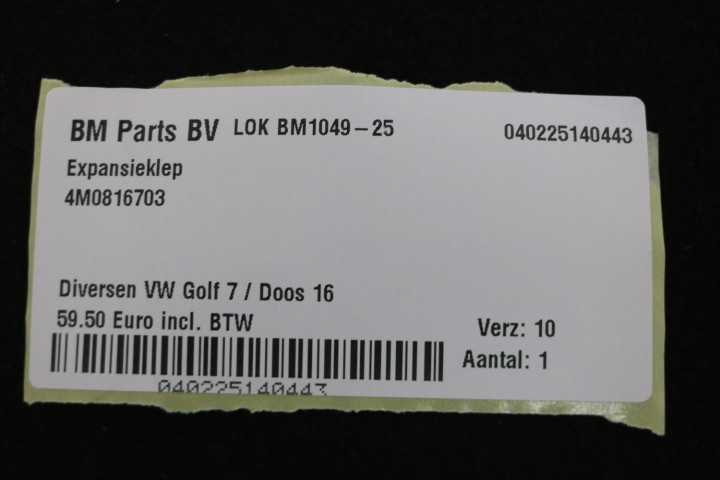 BM Parts BV LOK BM1049-25 040225140443
Expansieklep
4M0816703
Diversen VW Golf 7 / Doos 16
59.50 Euro incl. BTW
Verz: 10
Aantal: 1
040225140443